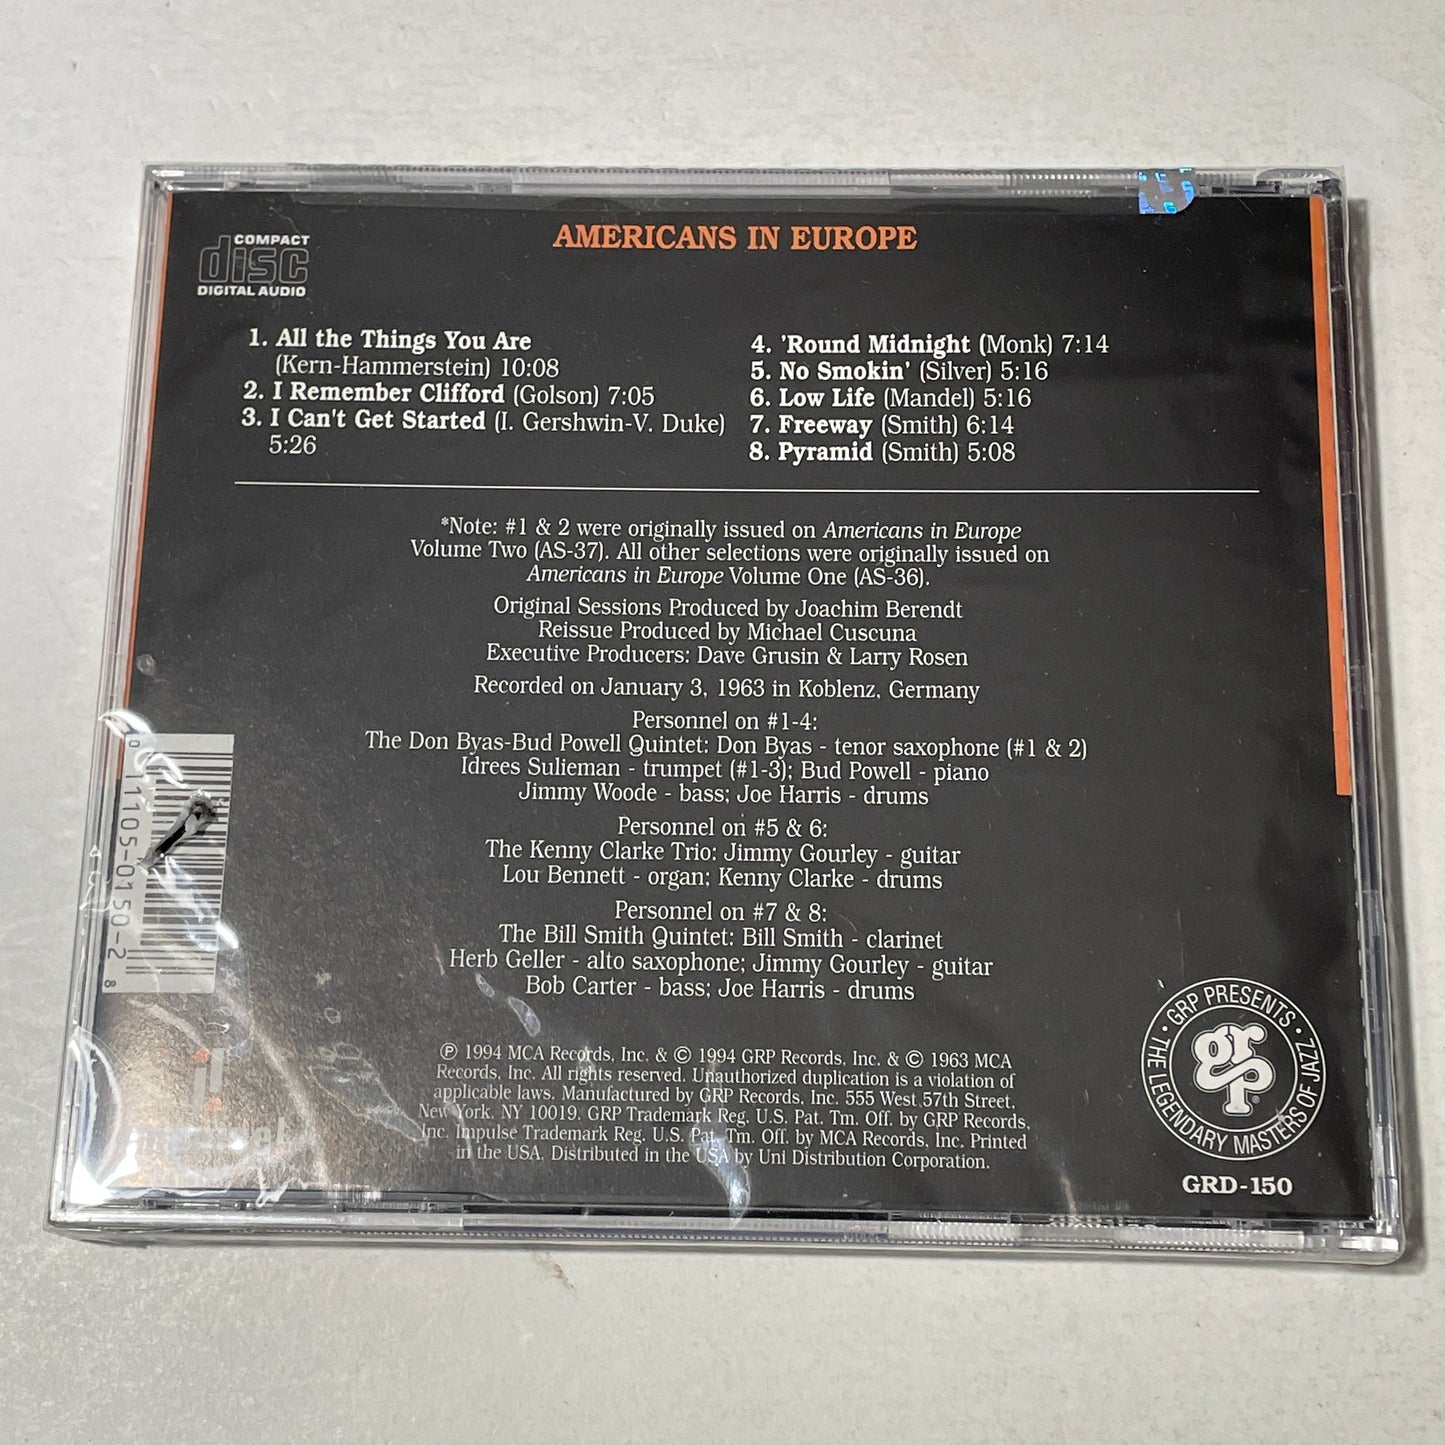 AMERICANS IN EUROPE
COMPACT
disc
DIGITAL AUDIO
1. All the Things You Are
(Kern-Hammerstein) 10:08
2. I Remember Clifford (Golson) 7:05
3. I Can't Get Started (I. Gershwin-V. Duke)
5:26
4. 'Round Midnight (Monk) 7:14
5. No Smokin' (Silver) 5:16
6. Low Life (Mandel) 5:16
7. Freeway (Smith) 6:14
8. Pyramid (Smith) 5:08
*Note: #1 & 2 were originally issued on Americans in Europe
Volume Two (AS-37). All other selections were originally issued on
Americans in Europe Volume One (AS-36).
Original Sessions Produced by Joachim Berendt
Reissue Produced by Michael Cuscuna
Executive Producers: Dave Grusin & Larry Rosen
Recorded on January 3, 1963 in Koblenz, Germany
Personnel on #1-4:
The Don Byas-Bud Powell Quintet: Don Byas - tenor saxophone (#1 & 2)
Idrees Sulieman - trumpet (#1-3); Bud Powell - piano
Jimmy Woode - bass; Joe Harris - drums
Personnel on #5 & 6:
The Kenny Clarke Trio: Jimmy Gourley - guitar
Lou Bennett - organ; Kenny Clarke - drums
Personnel on #7 & 8:
The Bill Smith Quintet: Bill Smith - clarinet
Herb Geller - alto saxophone; Jimmy Gourley - guitar
Bob Carter - bass; Joe Harris - drums
0 11105-0150-2 8
℗ 1994 MCA Records, Inc. & © 1994 GRP Records, Inc. & © 1963 MCA
Records, Inc. All rights reserved. Unauthorized duplication is a violation of
applicable laws. Manufactured by GRP Records, Inc. 555 West 57th Street,
New York, NY 10019. GRP Trademark Reg. U.S. Pat. Tm. Off. by GRP Records,
Inc. Impulse Trademark Reg. U.S. Pat. Tm. Off. by MCA Records, Inc. Printed
in the USA. Distributed in the USA by Uni Distribution Corporation.
· GRP PRESENTS ·
THE LEGENDARY MASTERS OF JAZZ
grp®
GRD-150